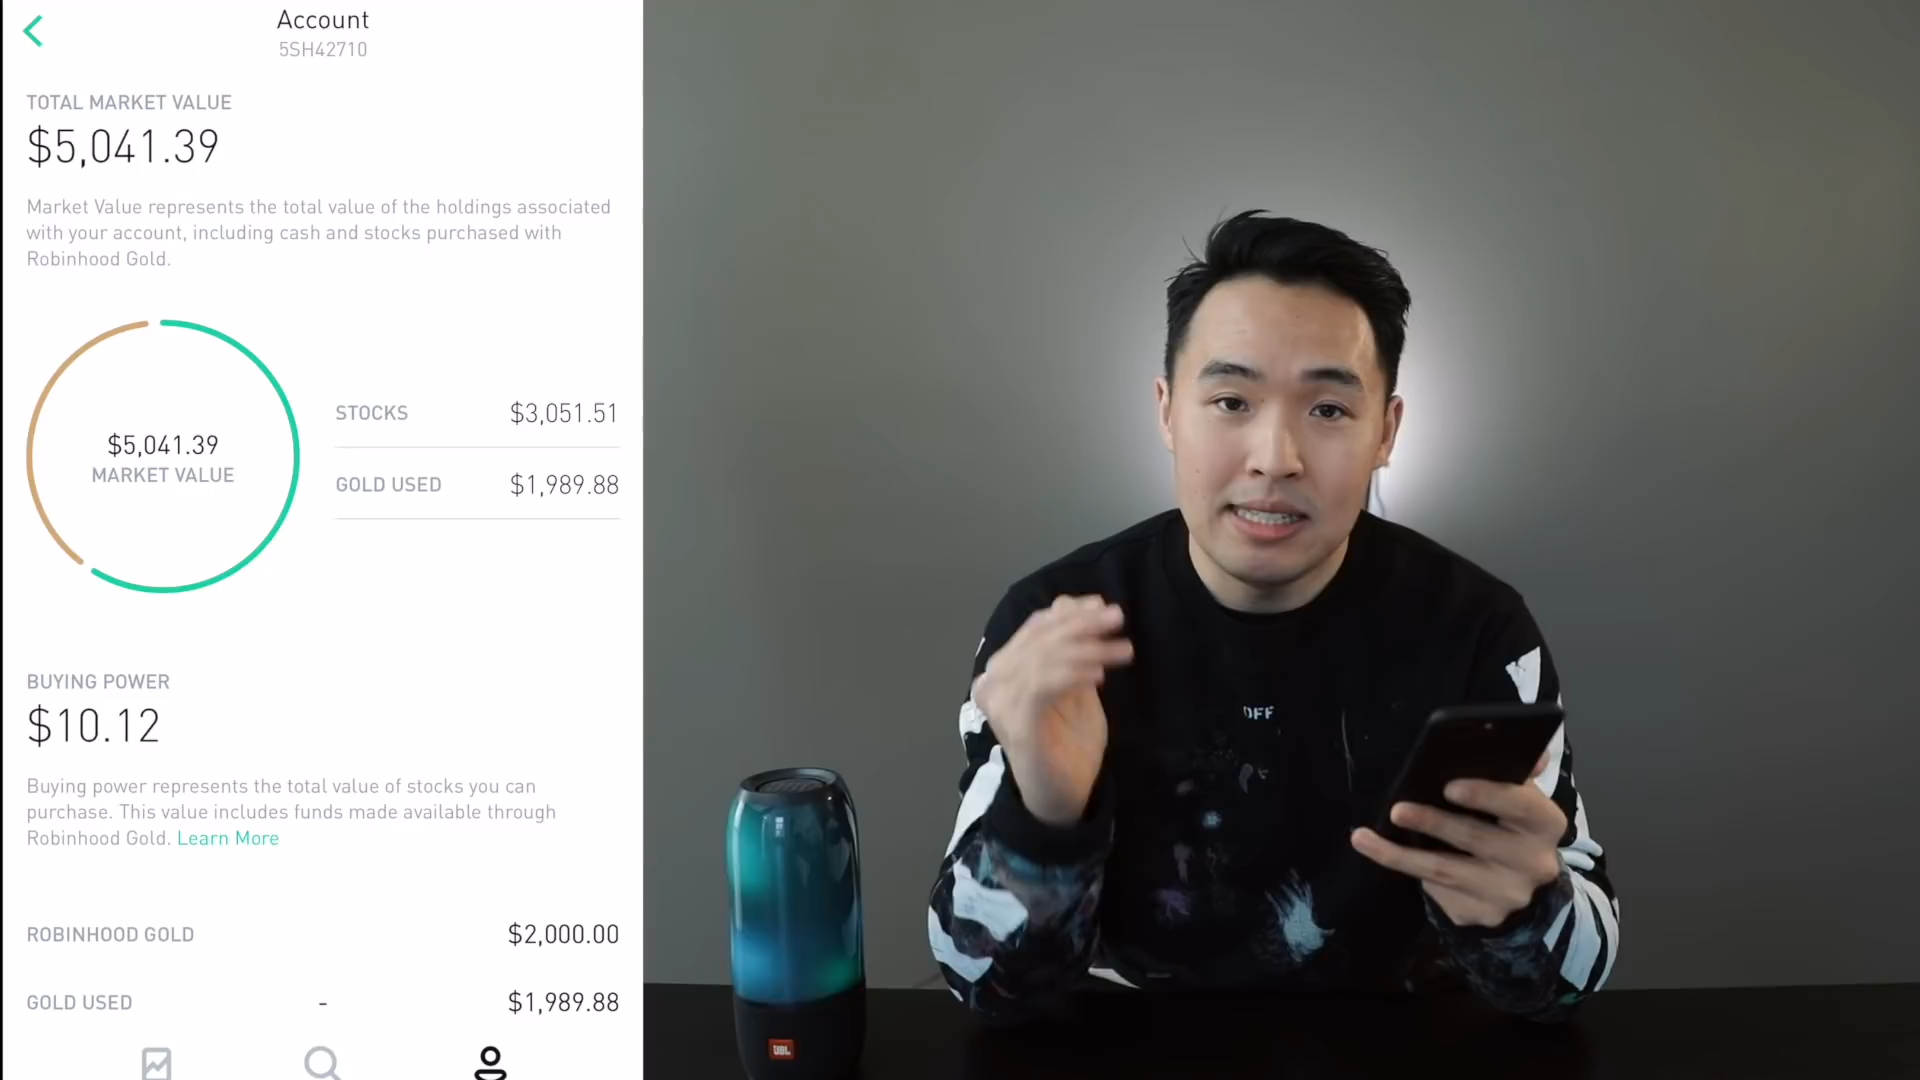 Account
5SH42710
TOTAL MARKET VALUE
$5,041.39
Market Value represents the total value of the holdings associated
with your account, including cash and stocks purchased with
Robinhood Gold.
$5,041.39
MARKET VALUE
STOCKS $3,051.51
GOLD USED $1,989.88
BUYING POWER
$10.12
Buying power represents the total value of stocks you can
purchase. This value includes funds made available through
Robinhood Gold. Learn More
ROBINHOOD GOLD $2,000.00
GOLD USED - $1,989.88
OFF
JBL